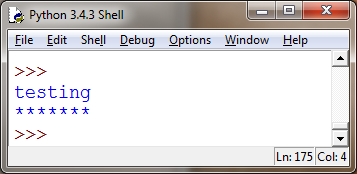 Python 3.4.3 Shell
File Edit Shell Debug Options Window Help
>>>
testing
*******
>>>
Ln: 175 Col: 4